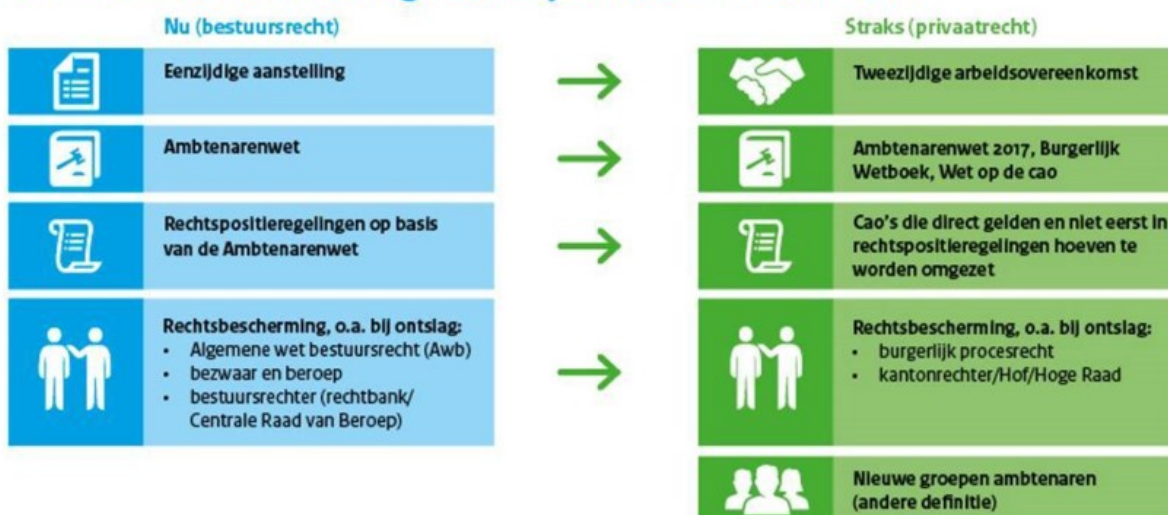 Nu (bestuursrecht)
Straks (privaatrecht)
Eenzijdige aanstelling
Tweezijdige arbeidsovereenkomst
Ambtenarenwet
Ambtenarenwet 2017, Burgerlijk
Wetboek, Wet op de cao
Rechtspositieregelingen op basis
van de Ambtenarenwet
Cao's die direct gelden en niet eerst in
rechtspositieregelingen hoeven te
worden omgezet
Rechtsbescherming, o.a. bij ontslag:
• Algemene wet bestuursrecht (Awb)
• bezwaar en beroep
• bestuursrechter (rechtbank/
Centrale Raad van Beroep)
Rechtsbescherming, o.a. bij ontslag:
• burgerlijk procesrecht
• kantonrechter/Hof/Hoge Raad
Nieuwe groepen ambtenaren
(andere definitie)